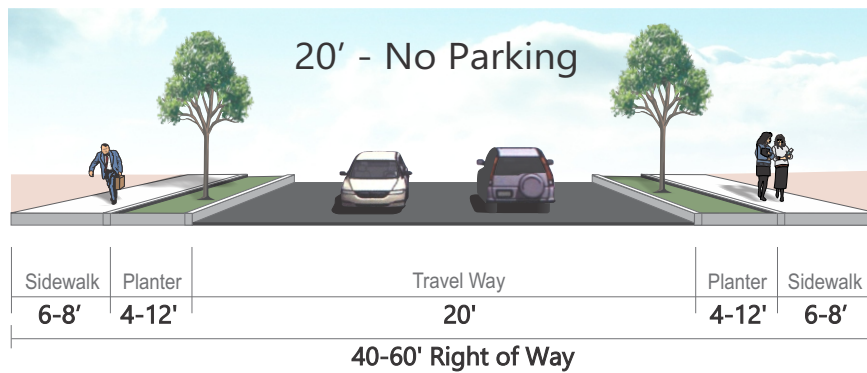 20’ - No Parking
Sidewalk Planter Travel Way Planter Sidewalk
6-8’ 4-12' 20' 4-12' 6-8’
40-60' Right of Way